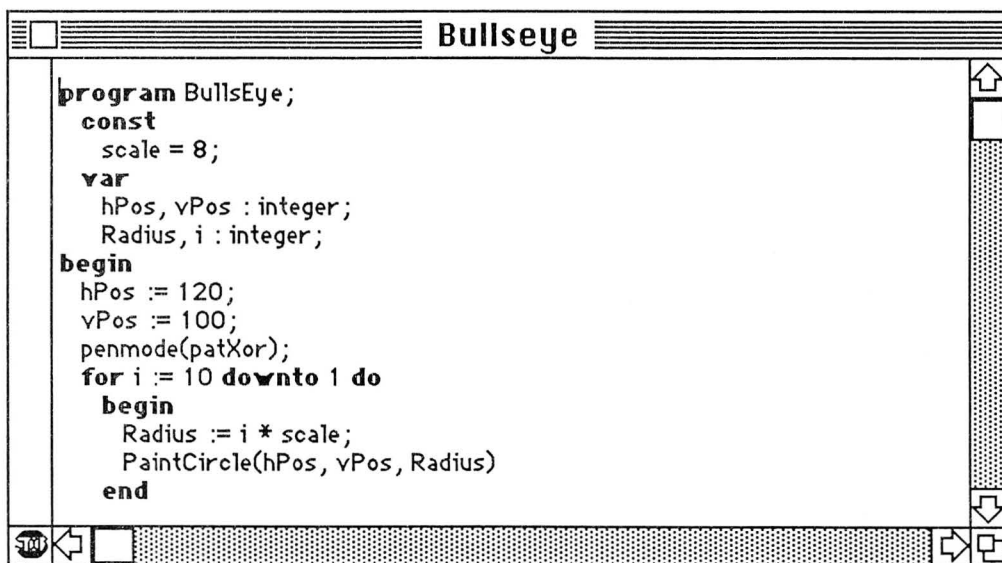 Bullseye
program BullsEye;
const
scale = 8;
var
hPos, vPos : integer;
Radius, i : integer;
begin
hPos := 120;
vPos := 100;
penmode(patXor);
for i := 10 downto 1 do
begin
Radius := i * scale;
PaintCircle(hPos, vPos, Radius)
end